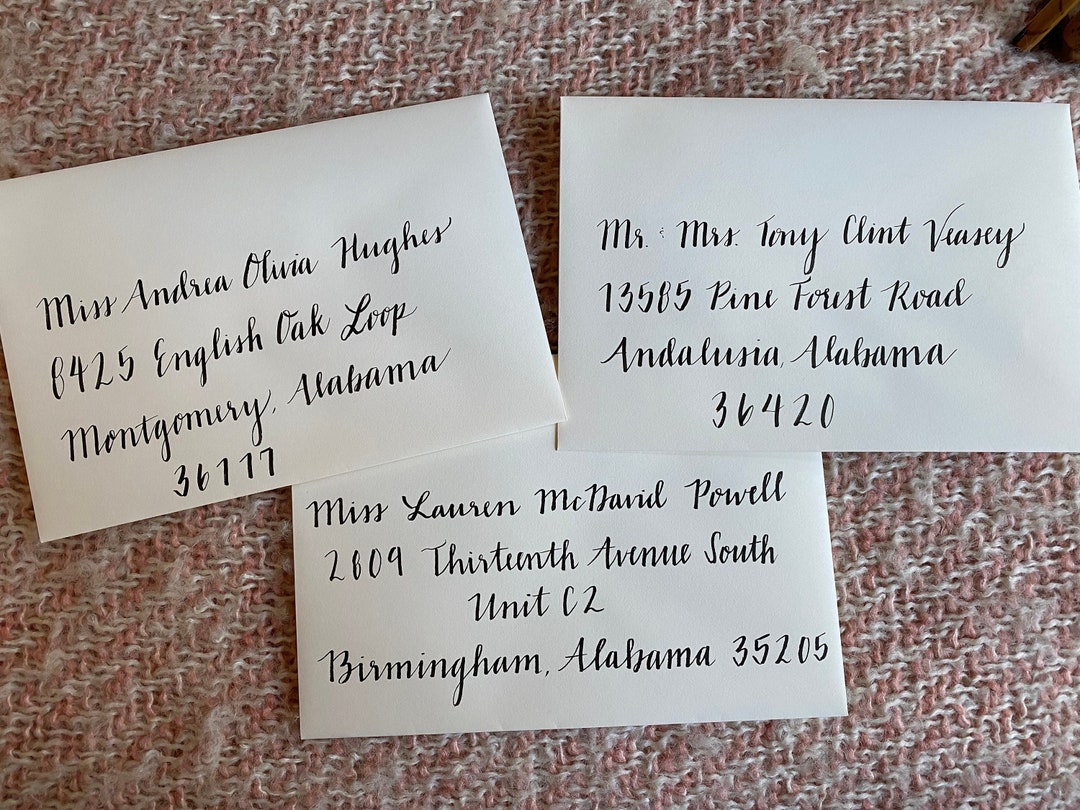 Miss Andrea Olivia Hughes
8425 English Oak Loop
Montgomery, Alabama
36117
Mr. & Mrs. Tony Clint Veasey
13585 Pine Forest Road
Andalusia, Alabama
36420
Miss Lauren McDavid Powell
2809 Thirteenth Avenue South
Unit C2
Birmingham, Alabama 35205